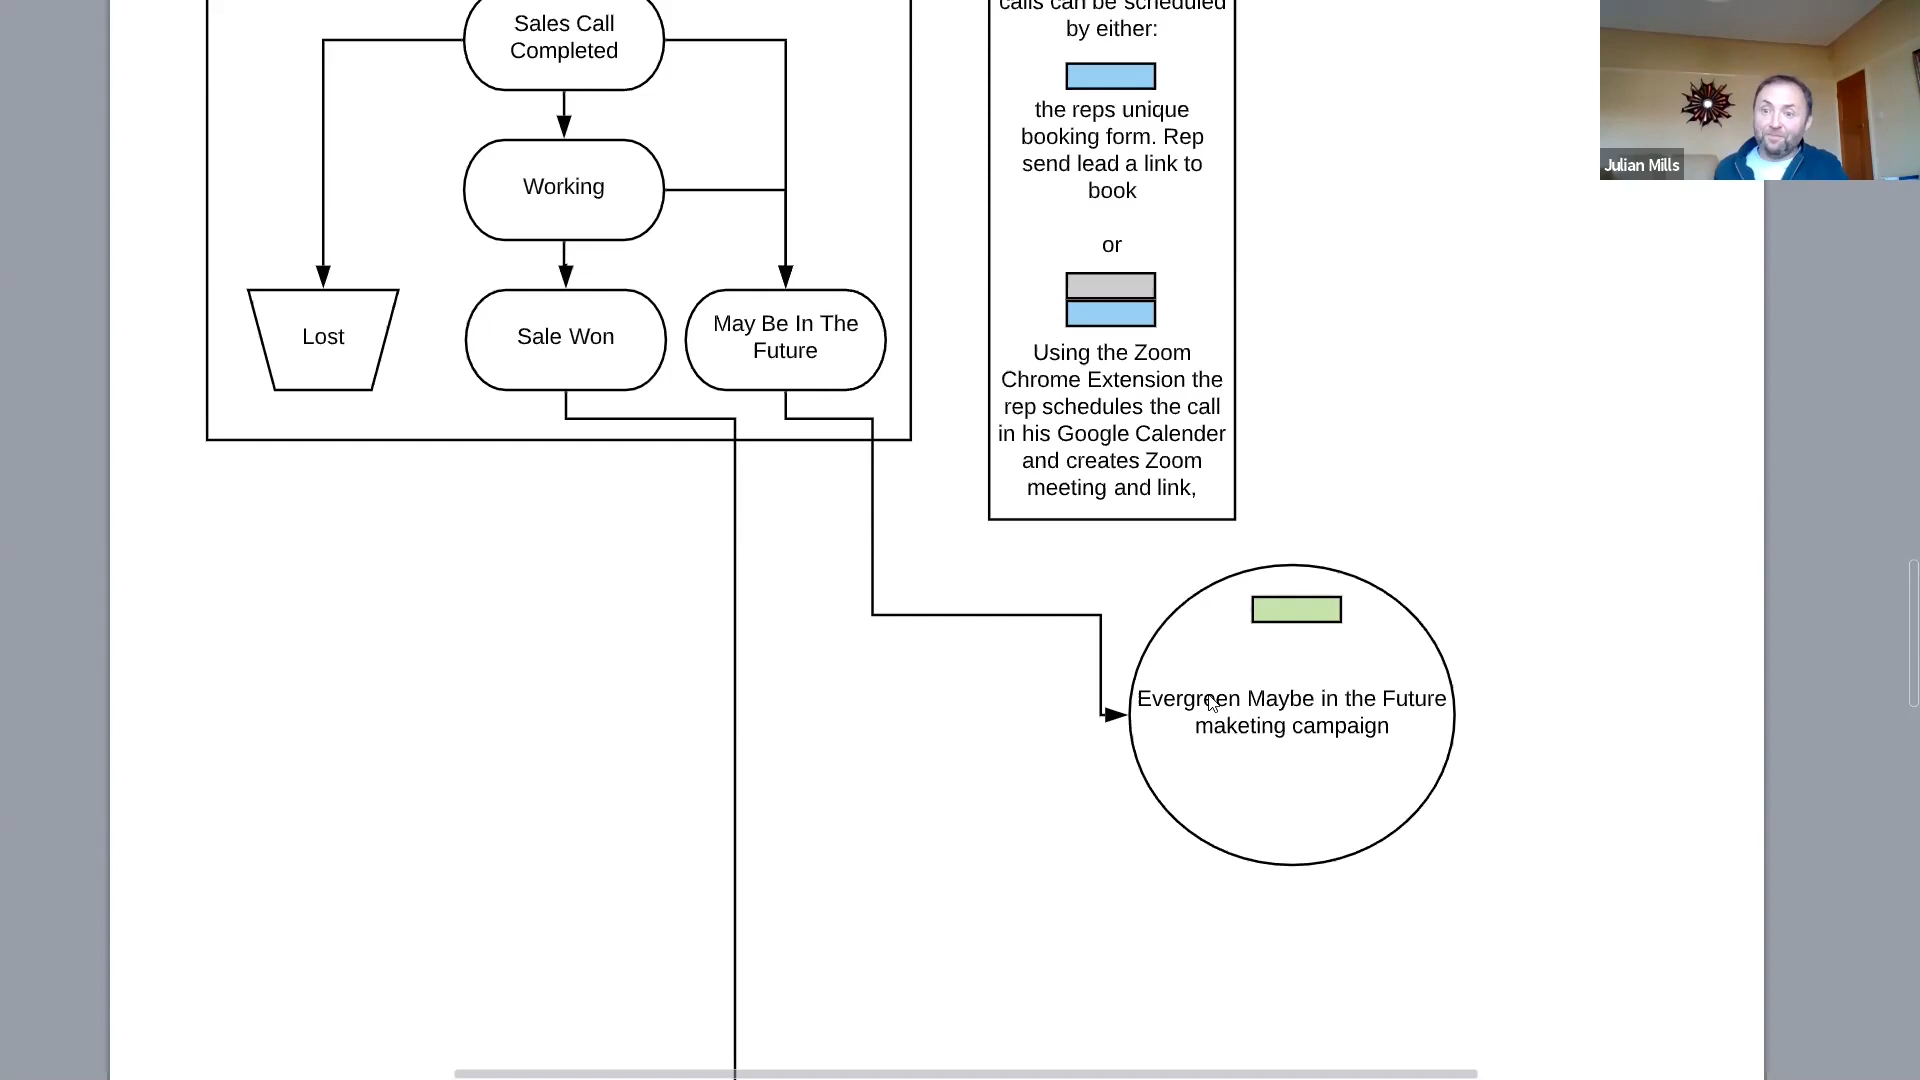 Sales Call
Completed
Working
Lost
Sale Won
May Be In The
Future
calls can be scheduled
by either:
the reps unique
booking form. Rep
send lead a link to
book
or
Using the Zoom
Chrome Extension the
rep schedules the call
in his Google Calender
and creates Zoom
meeting and link,
Evergreen Maybe in the Future
maketing campaign
Julian Mills